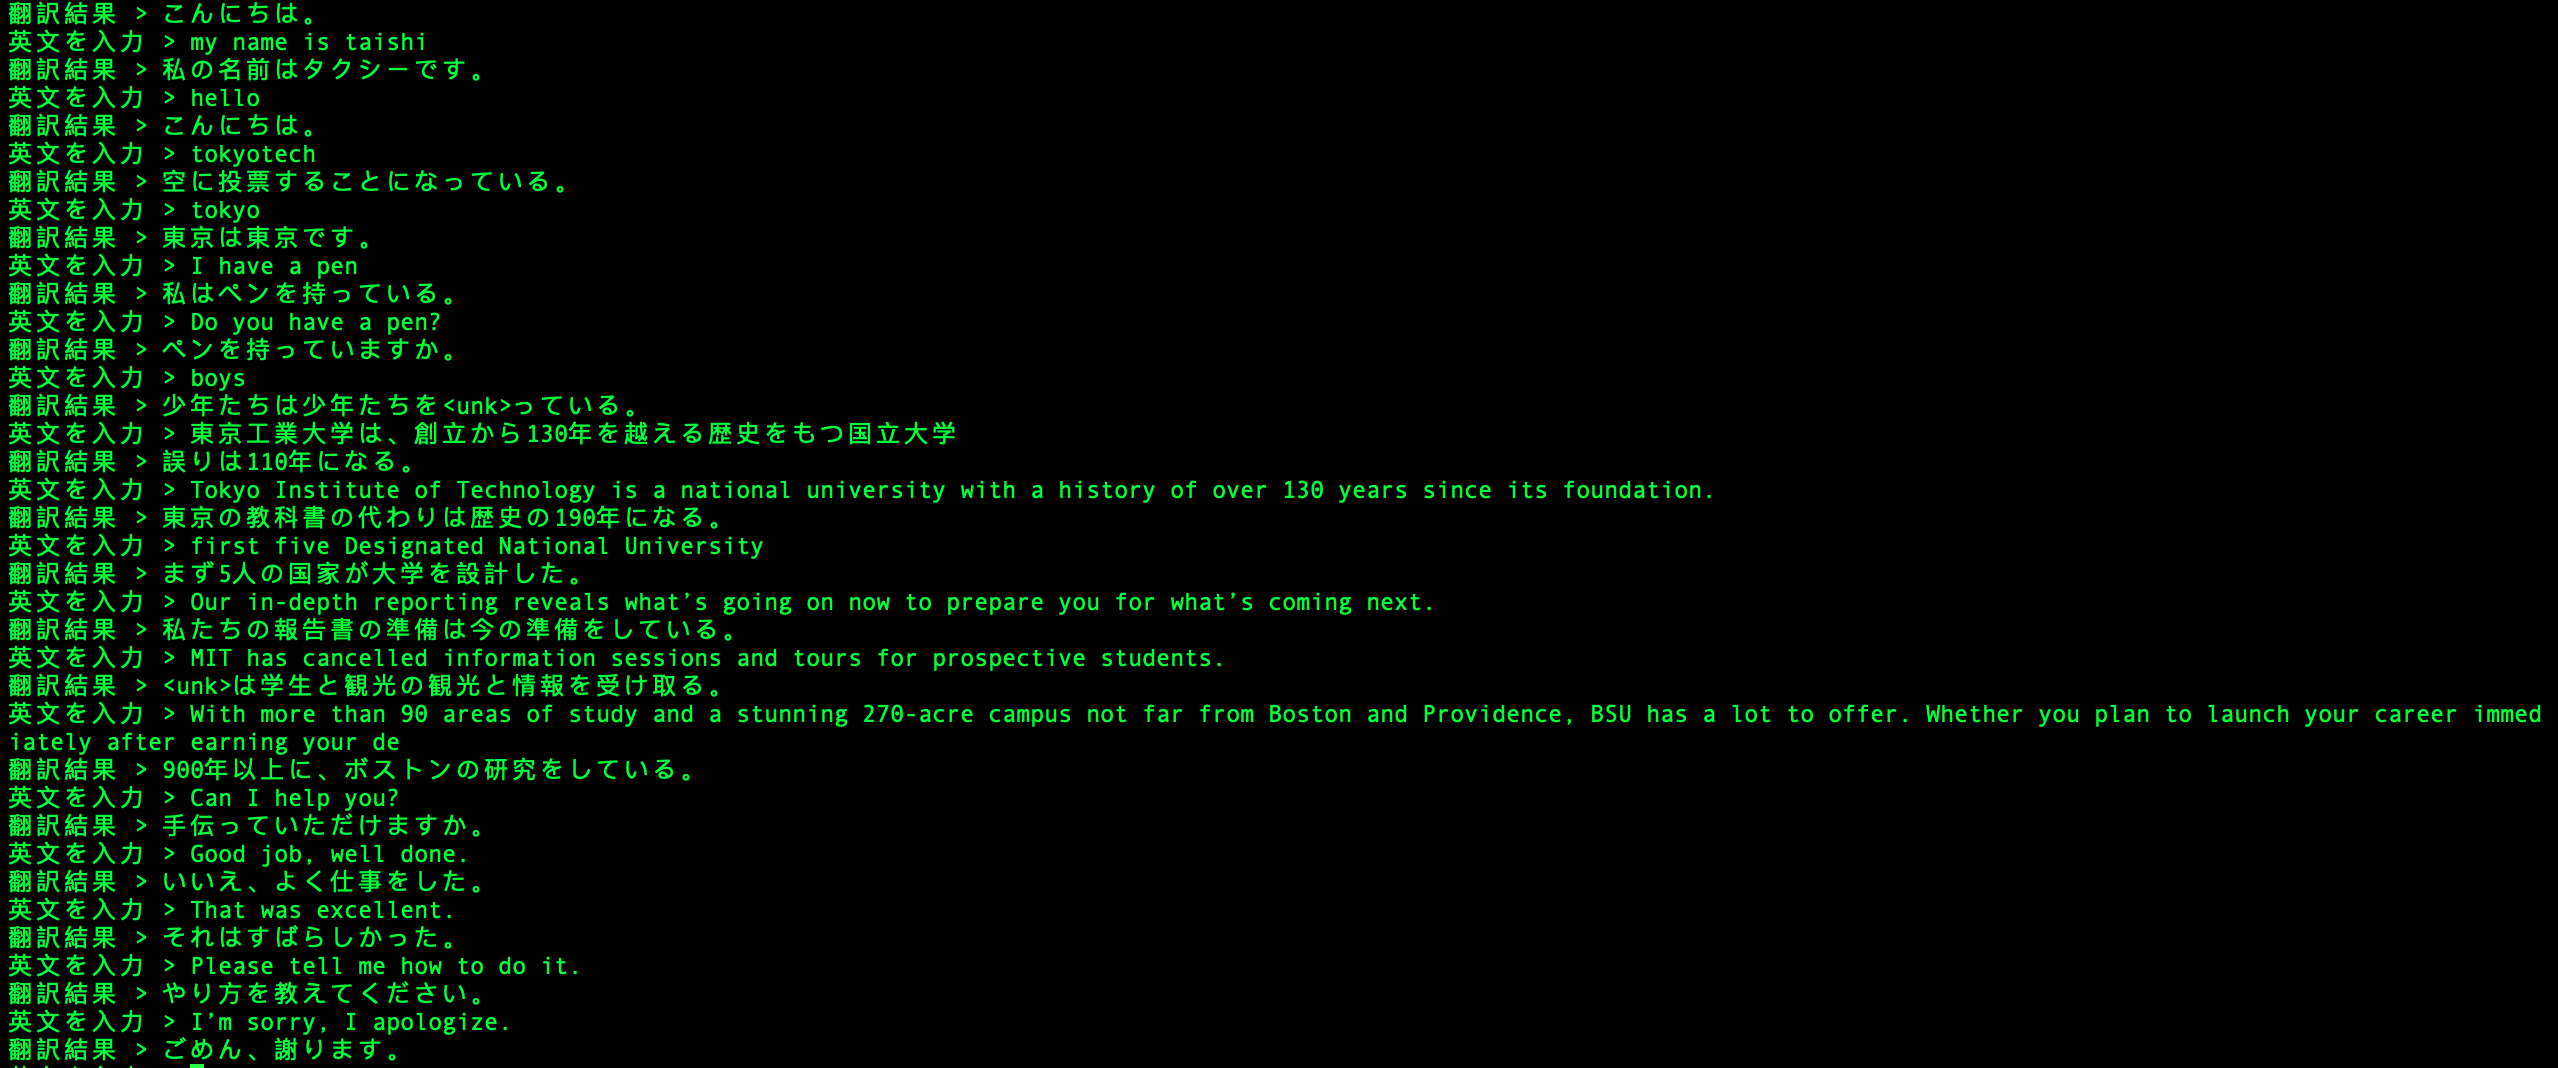 翻訳結果 > こんにちは。
英文を入力 > my name is taishi
翻訳結果 > 私の名前はタクシーです。
英文を入力 > hello
翻訳結果 > こんにちは。
英文を入力 > tokyotech
翻訳結果 > 空に投票することになっている。
英文を入力 > tokyo
翻訳結果 > 東京は東京です。
英文を入力 > I have a pen
翻訳結果 > 私はペンを持っている。
英文を入力 > Do you have a pen?
翻訳結果 > ペンを持っていますか。
英文を入力 > boys
翻訳結果 > 少年たちは少年たちを<unk>っている。
英文を入力 > 東京工業大学は、創立から130年を越える歴史をもつ国立大学
翻訳結果 > 誤りは110年になる。
英文を入力 > Tokyo Institute of Technology is a national university with a history of over 130 years since its foundation.
翻訳結果 > 東京の教科書の代わりは歴史の190年になる。
英文を入力 > first five Designated National University
翻訳結果 > まず5人の国家が大学を設計した。
英文を入力 > Our in-depth reporting reveals what’s going on now to prepare you for what’s coming next.
翻訳結果 > 私たちの報告書の準備は今の準備をしている。
英文を入力 > MIT has cancelled information sessions and tours for prospective students.
翻訳結果 > <unk>は学生と観光の観光と情報を受け取る。
英文を入力 > With more than 90 areas of study and a stunning 270-acre campus not far from Boston and Providence, BSU has a lot to offer. Whether you plan to launch your career immed
iately after earning your de
翻訳結果 > 900年以上に、ボストンの研究をしている。
英文を入力 > Can I help you?
翻訳結果 > 手伝っていただけますか。
英文を入力 > Good job, well done.
翻訳結果 > いいえ、よく仕事をした。
英文を入力 > That was excellent.
翻訳結果 > それはすばらしかった。
英文を入力 > Please tell me how to do it.
翻訳結果 > やり方を教えてください。
英文を入力 > I’m sorry, I apologize.
翻訳結果 > ごめん、謝ります。